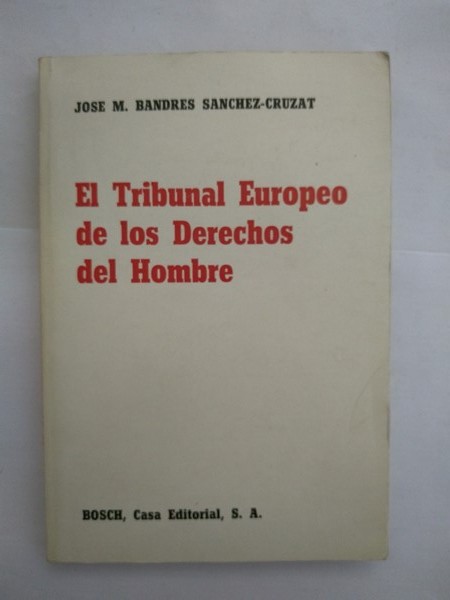 JOSE M. BANDRES SANCHEZ-CRUZAT
El Tribunal Europeo
de los Derechos
del Hombre
BOSCH, Casa Editorial, S. A.